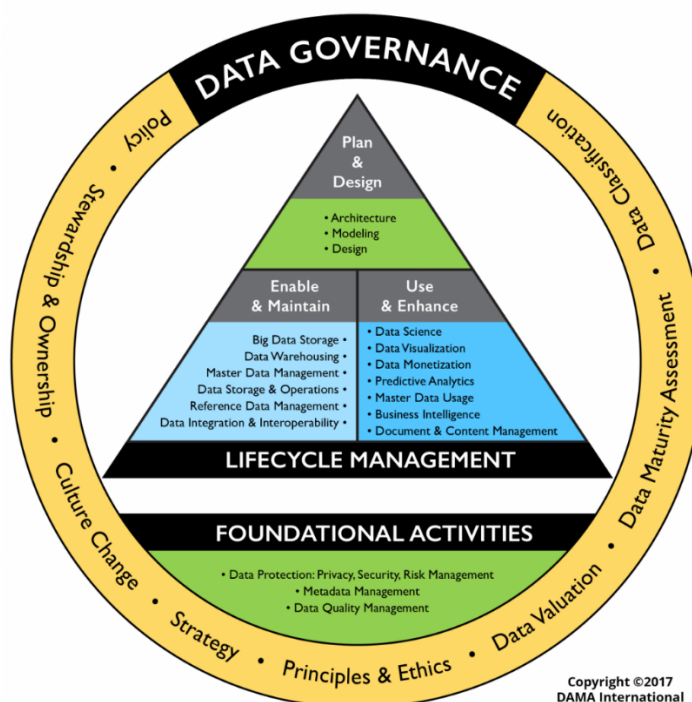 DATA GOVERNANCE
Policy • Stewardship & Ownership • Culture Change • Strategy • Principles & Ethics • Data Valuation • Data Maturity Assessment • Data Classification
Plan
&
Design
• Architecture
• Modeling
• Design
Enable
& Maintain
Big Data Storage •
Data Warehousing •
Master Data Management •
Data Storage & Operations •
Reference Data Management •
Data Integration & Interoperability •
Use
& Enhance
• Data Science
• Data Visualization
• Data Monetization
• Predictive Analytics
• Master Data Usage
• Business Intelligence
• Document & Content Management
LIFECYCLE MANAGEMENT
FOUNDATIONAL ACTIVITIES
• Data Protection: Privacy, Security, Risk Management
• Metadata Management
• Data Quality Management
Copyright ©2017
DAMA International